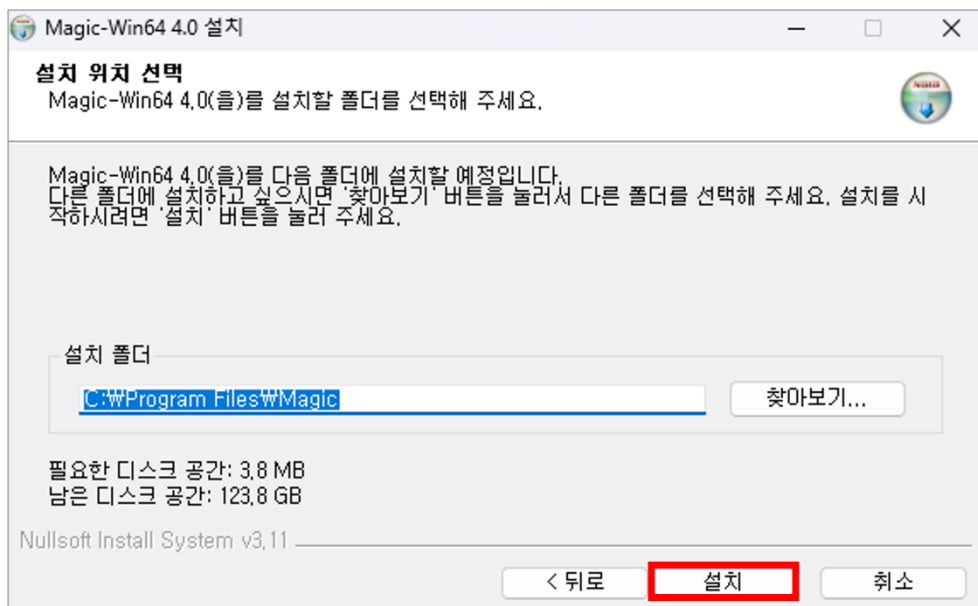 Magic-Win64 4.0 설치
설치 위치 선택
Magic-Win64 4.0(을)를 설치할 폴더를 선택해 주세요.
Magic-Win64 4.0(을)를 다음 폴더에 설치할 예정입니다.
다른 폴더에 설치하고 싶으시면 '찾아보기' 버튼을 눌러서 다른 폴더를 선택해 주세요. 설치를 시
작하시려면 '설치' 버튼을 눌러 주세요.
설치 폴더
C:₩Program Files₩Magic
찾아보기...
필요한 디스크 공간: 3.8 MB
남은 디스크 공간: 123.8 GB
Nullsoft Install System v3.11
< 뒤로
설치
취소